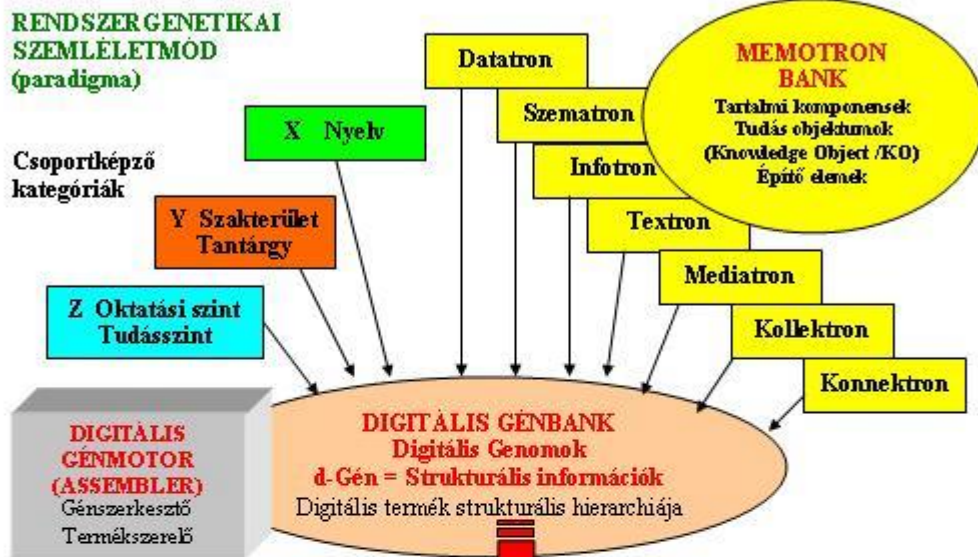 RENDSZERGENETIKAI
SZEMLÉLETMÓD
(paradigma)
Csoportképző
kategóriák
X Nyelv
Y Szakterület
Tantárgy
Z Oktatási szint
Tudásszint
Datatron
Szematron
Infotron
Textron
Mediatron
Kollektron
Konnektron
MEMOTRON
BANK
Tartalmi komponensek
Tudás objektumok
(Knowledge Object /KO)
Építő elemek
DIGITÁLIS
GÉNMOTOR
(ASSEMBLER)
Génszerkesztő
Termékszerelő
DIGITÁLIS GÉNBANK
Digitális Genomok
d-Gén = Strukturális információk
Digitális termék strukturális hierarchiája